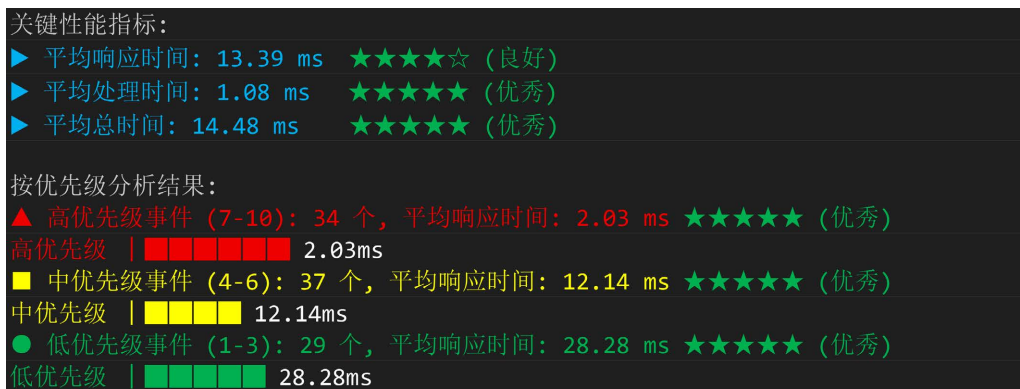 关键性能指标:
▶ 平均响应时间: 13.39 ms ★★★★☆ (良好)
▶ 平均处理时间: 1.08 ms ★★★★★ (优秀)
▶ 平均总时间: 14.48 ms ★★★★★ (优秀)
按优先级分析结果:
▲ 高优先级事件 (7-10): 34 个, 平均响应时间: 2.03 ms ★★★★★ (优秀)
高优先级 | ██████ 2.03ms
■ 中优先级事件 (4-6): 37 个, 平均响应时间: 12.14 ms ★★★★★ (优秀)
中优先级 | ████ 12.14ms
● 低优先级事件 (1-3): 29 个, 平均响应时间: 28.28 ms ★★★★★ (优秀)
低优先级 | █████ 28.28ms